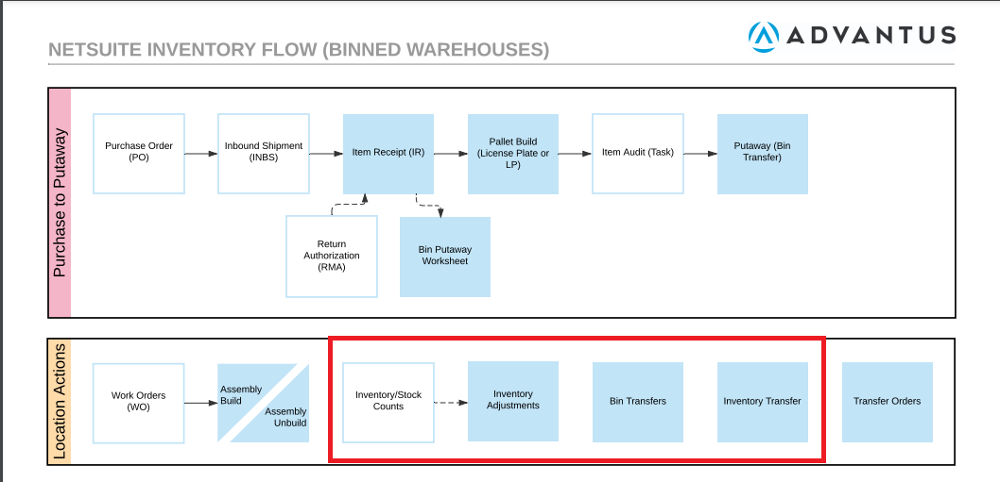 NETSUITE INVENTORY FLOW (BINNED WAREHOUSES)
ADVANTUS
Purchase to Putaway
Purchase Order
(PO)
Inbound Shipment
(INBS)
Item Receipt (IR)
Pallet Build
(License Plate or
LP)
Item Audit (Task)
Putaway (Bin
Transfer)
Return
Authorization
(RMA)
Bin Putaway
Worksheet
Location Actions
Work Orders
(WO)
Assembly
Build
Assembly
Unbuild
Inventory/Stock
Counts
Inventory
Adjustments
Bin Transfers
Inventory Transfer
Transfer Orders